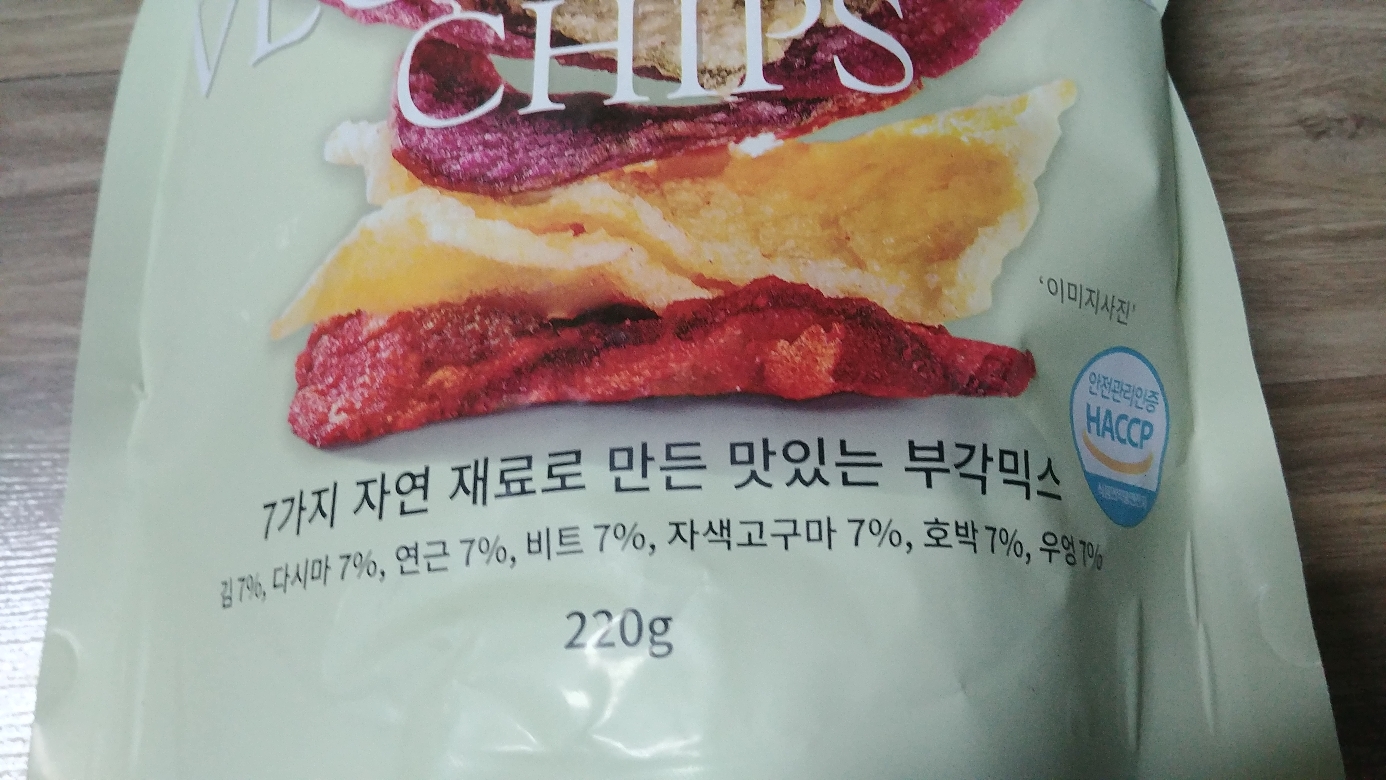 CHIPS
'이미지사진'
안전관리인증
HACCP
7가지 자연 재료로 만든 맛있는 부각믹스
김 7%, 다시마 7%, 연근 7%, 비트 7%, 자색고구마 7%, 호박 7%, 우엉 7%
220g